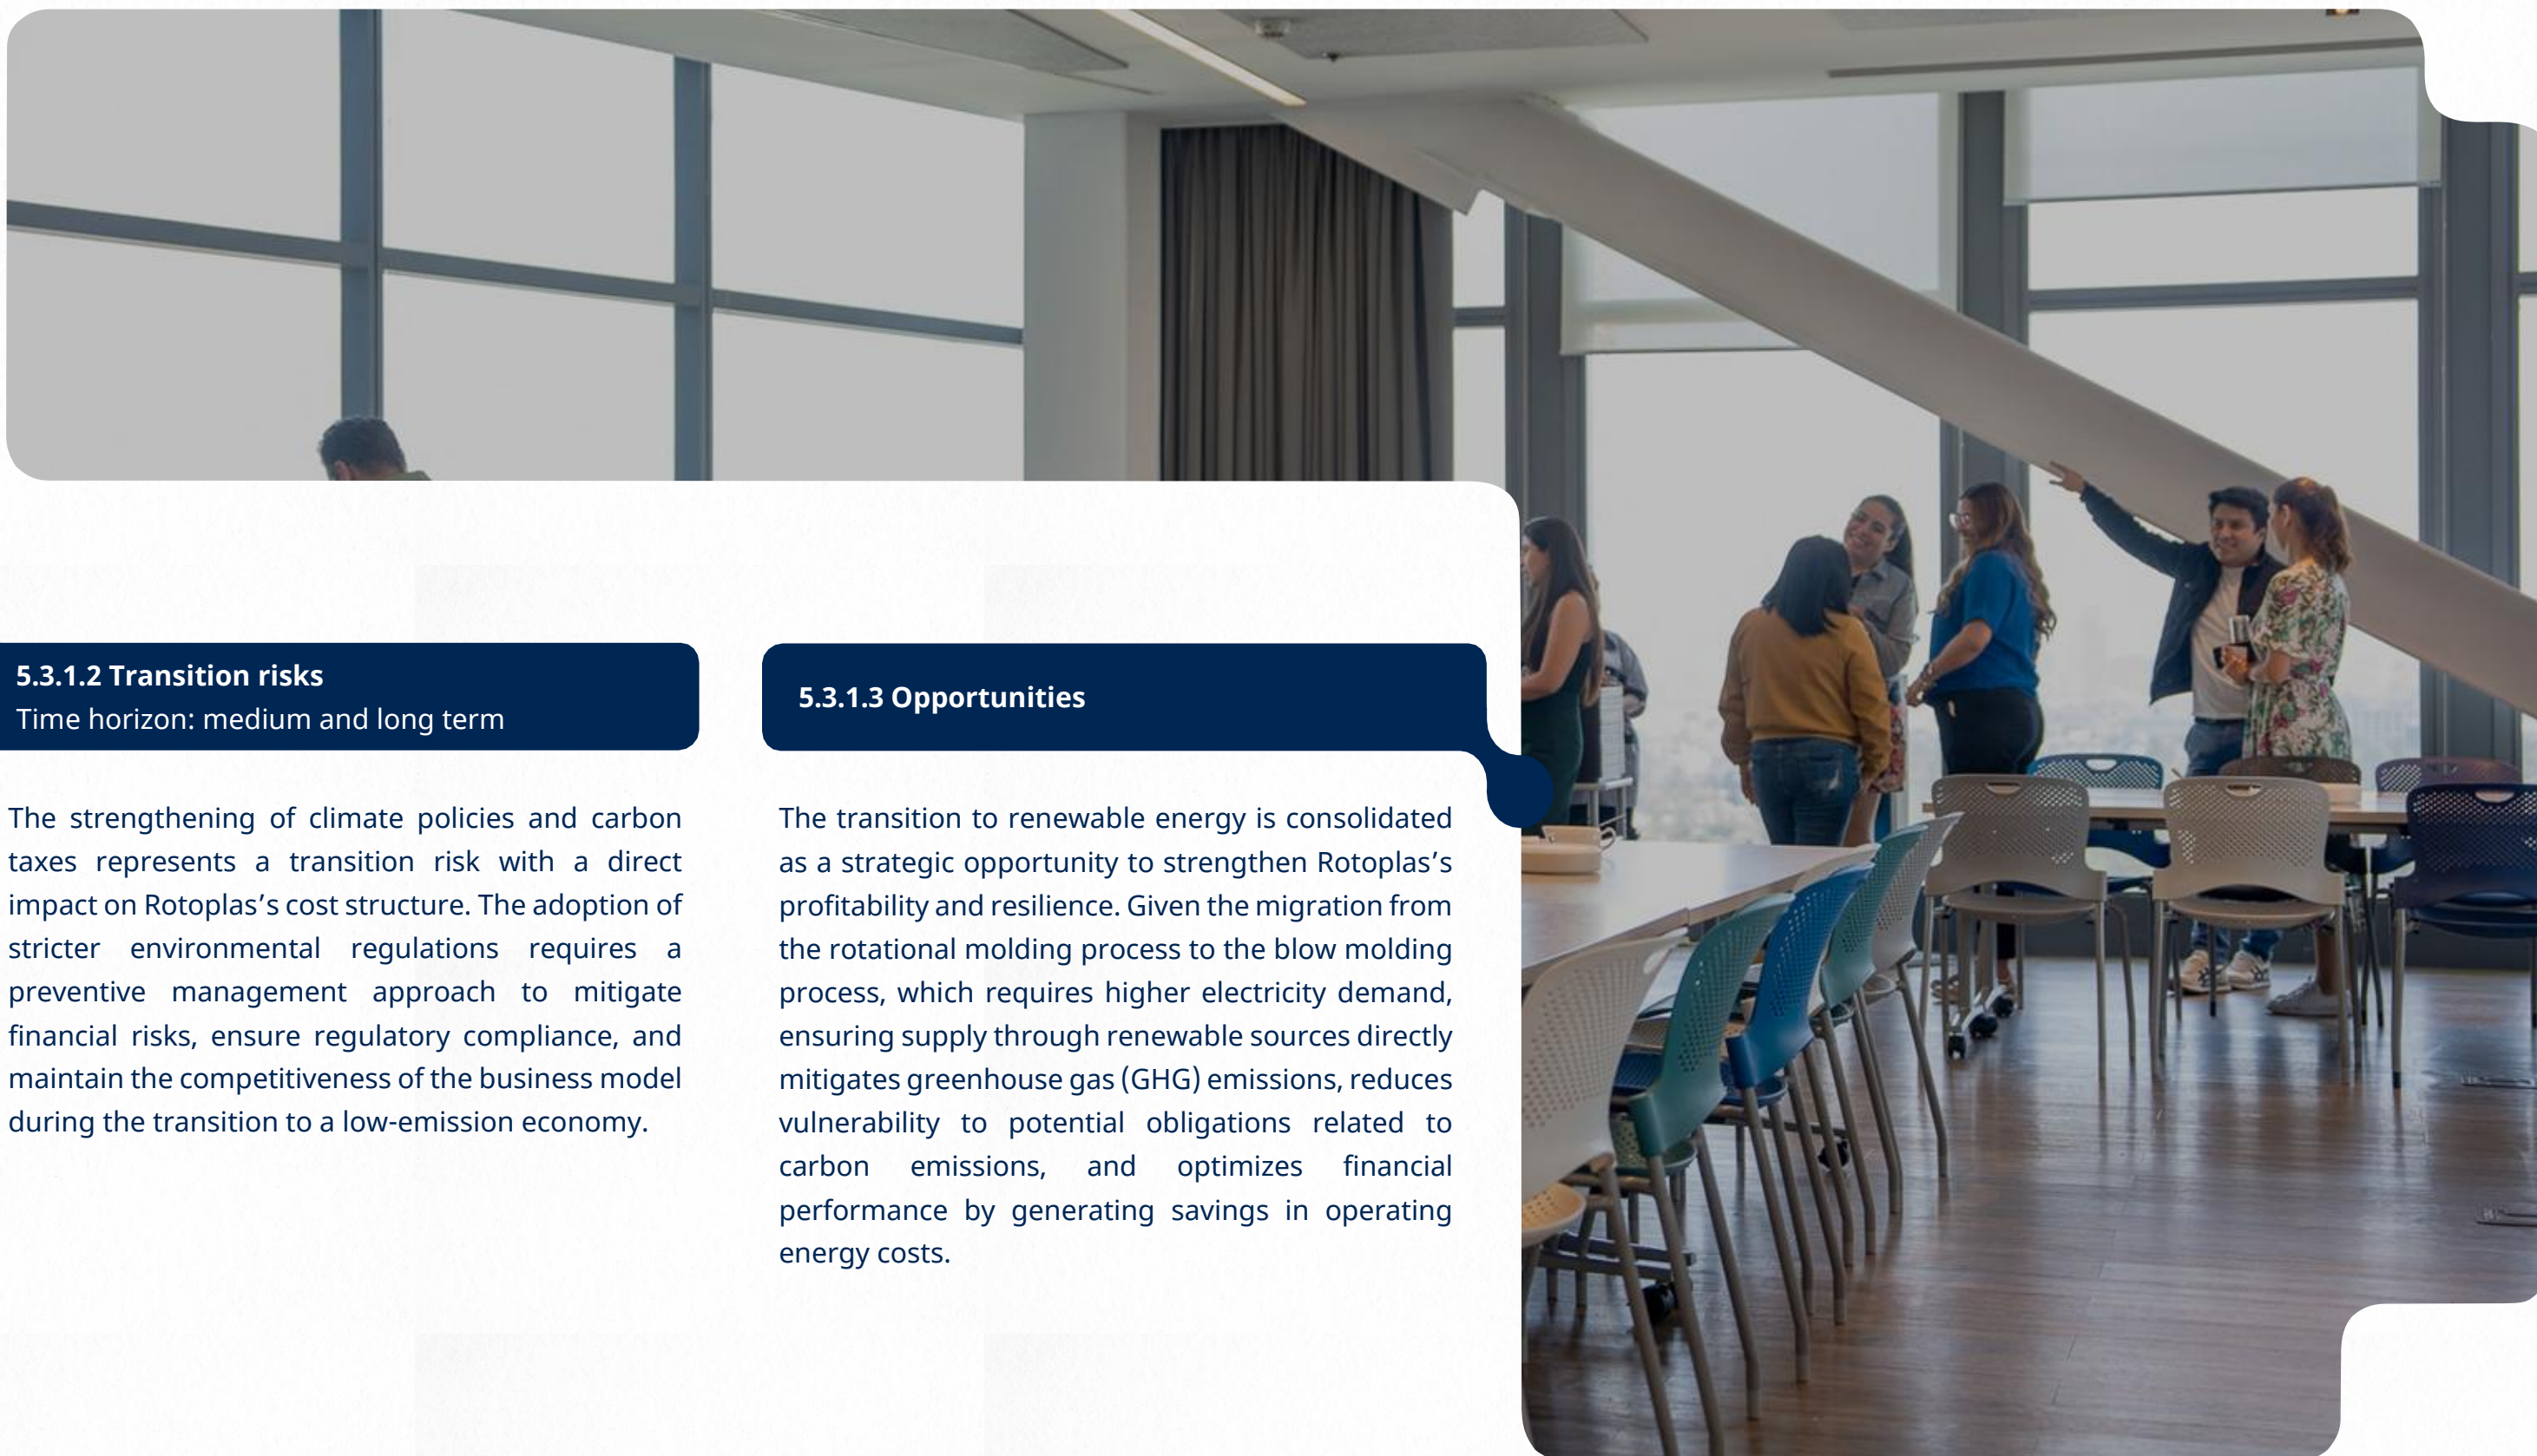 5.3.1.2 Transition risks
Time horizon: medium and long term
The strengthening of climate policies and carbon
taxes represents a transition risk with a direct
impact on Rotoplas’s cost structure. The adoption of
stricter environmental regulations requires a
preventive management approach to mitigate
financial risks, ensure regulatory compliance, and
maintain the competitiveness of the business model
during the transition to a low-emission economy.
5.3.1.3 Opportunities
The transition to renewable energy is consolidated
as a strategic opportunity to strengthen Rotoplas’s
profitability and resilience. Given the migration from
the rotational molding process to the blow molding
process, which requires higher electricity demand,
ensuring supply through renewable sources directly
mitigates greenhouse gas (GHG) emissions, reduces
vulnerability to potential obligations related to
carbon emissions, and optimizes financial
performance by generating savings in operating
energy costs.